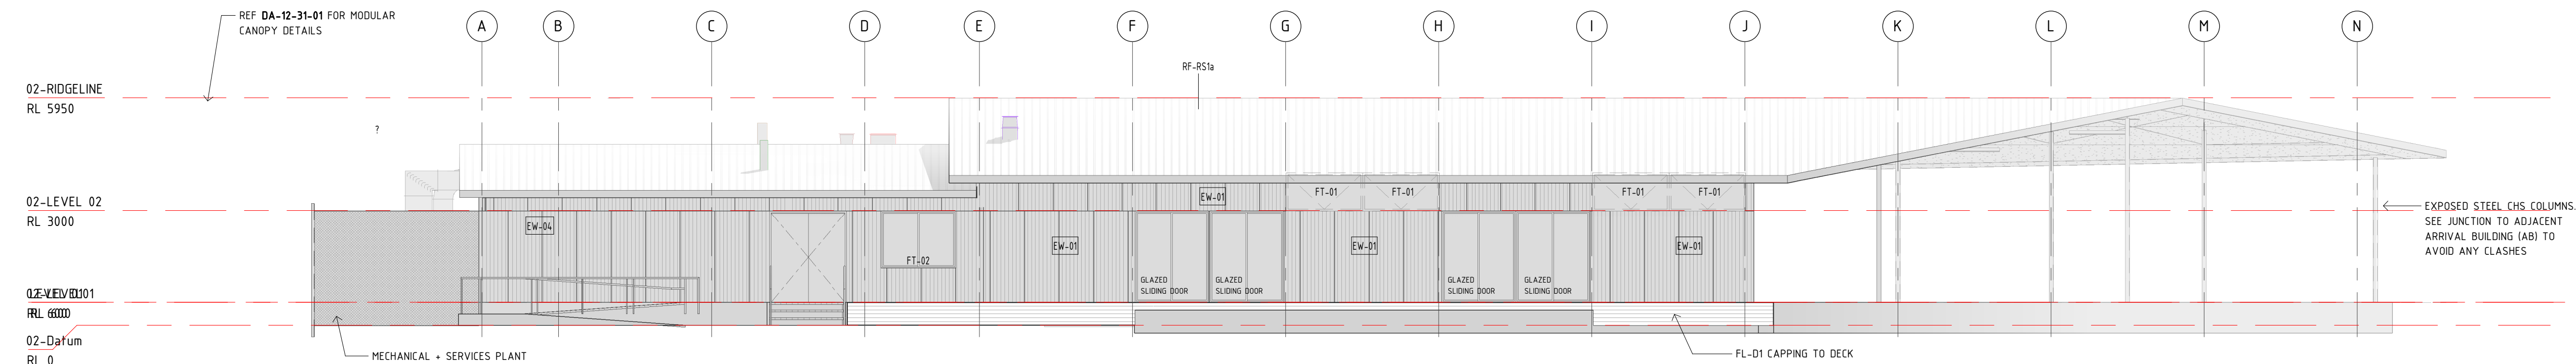 REF DA-12-31-01 FOR MODULAR
CANOPY DETAILS
A B C D E F G H I J K L M N
RF-RS1a
02-RIDGELINE
RL 5950
?
02-LEVEL 02
RL 3000
EW-04
FT-02
EW-01
EW-01
FT-01
FT-01
FT-01
FT-01
EW-01
EW-01
GLAZED
SLIDING DOOR
GLAZED
SLIDING DOOR
GLAZED
SLIDING DOOR
GLAZED
SLIDING DOOR
EXPOSED STEEL CHS COLUMNS.
SEE JUNCTION TO ADJACENT
ARRIVAL BUILDING (AB) TO
AVOID ANY CLASHES
02-Datum
RL 0
MECHANICAL + SERVICES PLANT
FL-D1 CAPPING TO DECK